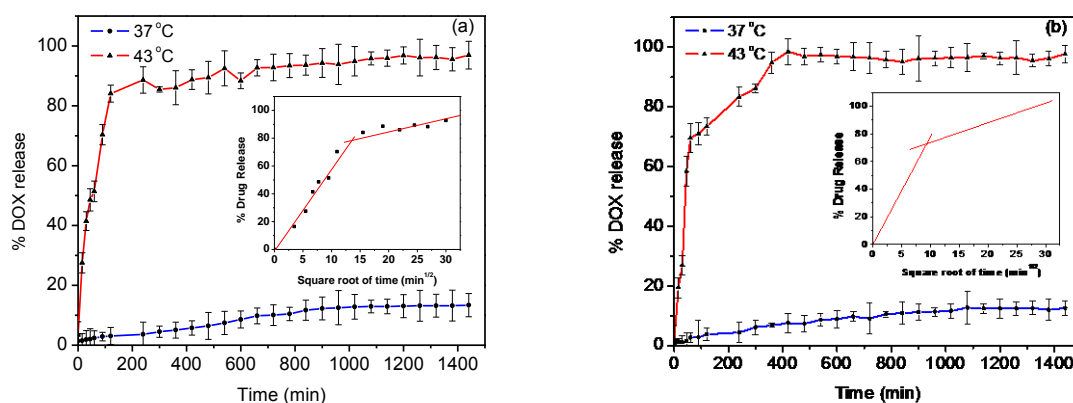 (a)
37 °C
43 °C
100
80
60
40
20
0
% DOX release
0 200 400 600 800 1000 1200 1400
Time (min)
100
80
60
40
20
0
% Drug Release
0 5 10 15 20 25 30
Square root of time (min1/2)
(b)
37 °C
43 °C
100
80
60
40
20
0
% DOX release
0 200 400 600 800 1000 1200 1400
Time (min)
100
80
60
40
20
0
% Drug Release
0 5 10 15 20 25 30
Square root of time (min1/2)